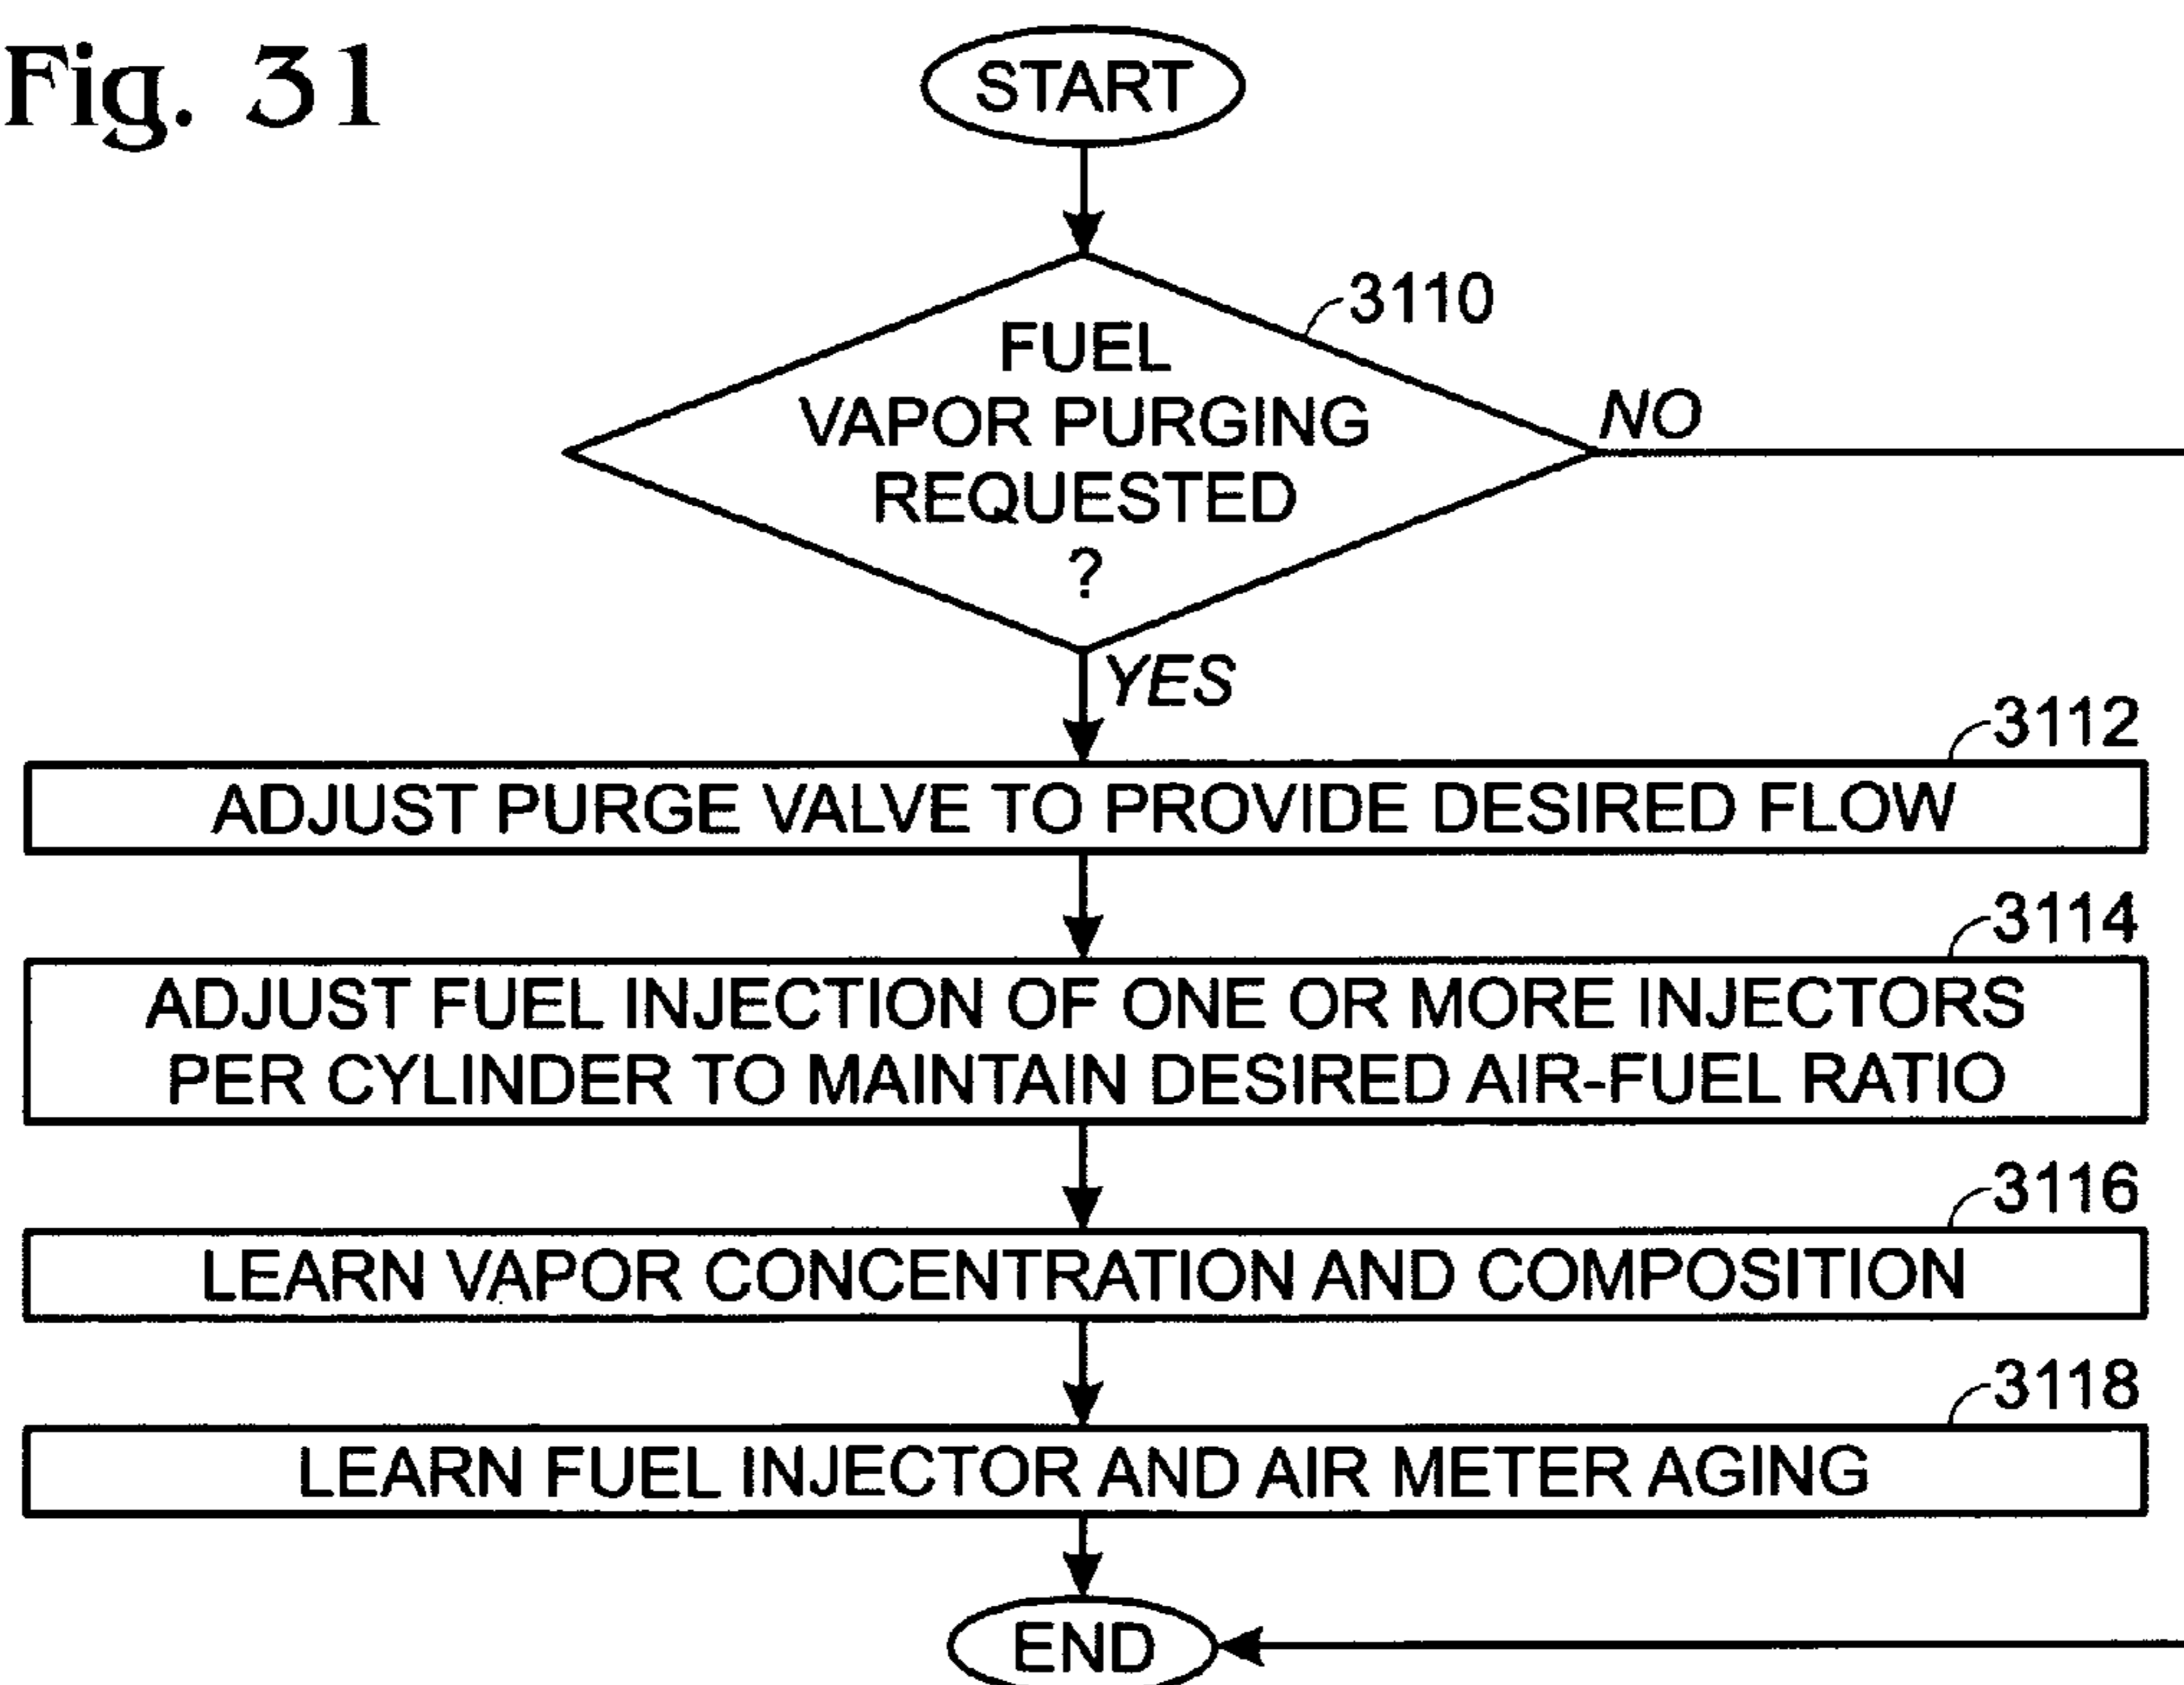 Fig. 31
START
3110
FUEL
VAPOR PURGING
REQUESTED
?
NO
YES
3112
ADJUST PURGE VALVE TO PROVIDE DESIRED FLOW
3114
ADJUST FUEL INJECTION OF ONE OR MORE INJECTORS
PER CYLINDER TO MAINTAIN DESIRED AIR-FUEL RATIO
3116
LEARN VAPOR CONCENTRATION AND COMPOSITION
3118
LEARN FUEL INJECTOR AND AIR METER AGING
END